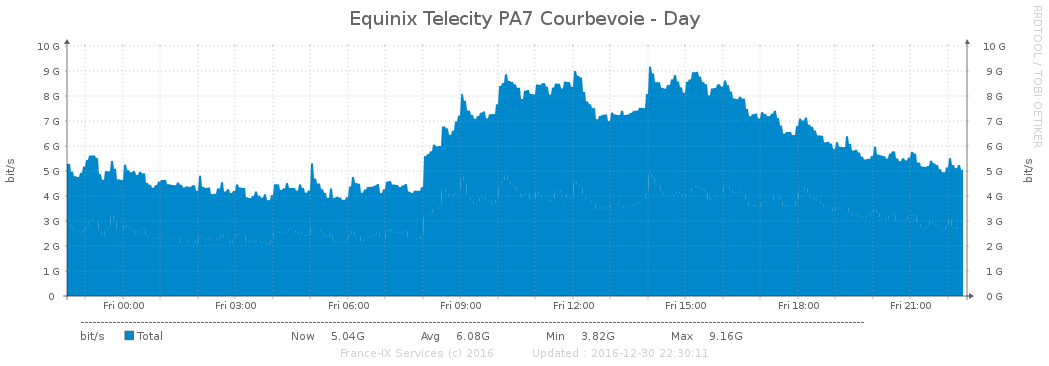 Equinix Telecity PA7 Courbevoie - Day
RRDTOOL / TOBI OETIKER
bit/s
bit/s
10 G 10 G
9 G 9 G
8 G 8 G
7 G 7 G
6 G 6 G
5 G 5 G
4 G 4 G
3 G 3 G
2 G 2 G
1 G 1 G
0 0 G
Fri 00:00 Fri 03:00 Fri 06:00 Fri 09:00 Fri 12:00 Fri 15:00 Fri 18:00 Fri 21:00
bit/s Total Now 5.04G Avg 6.08G Min 3.82G Max 9.16G
France-IX Services (c) 2016 Updated : 2016-12-30 22:30:11